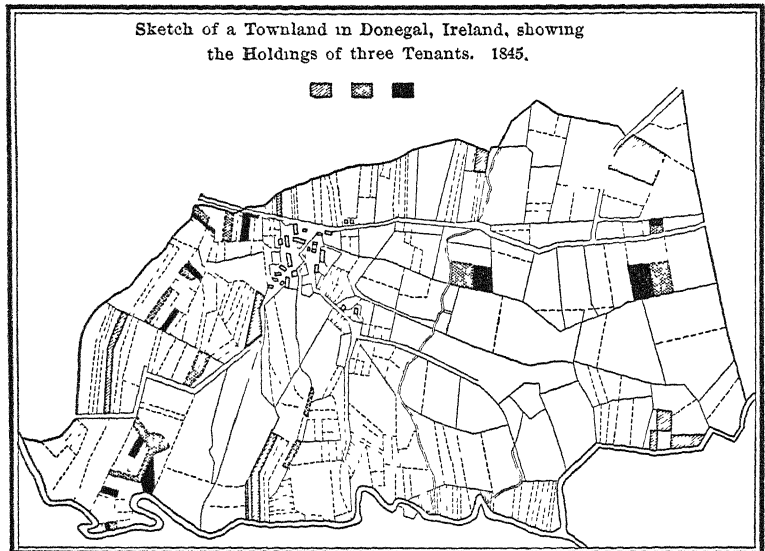 Sketch of a Townland in Donegal, Ireland, showing
the Holdings of three Tenants. 1845.